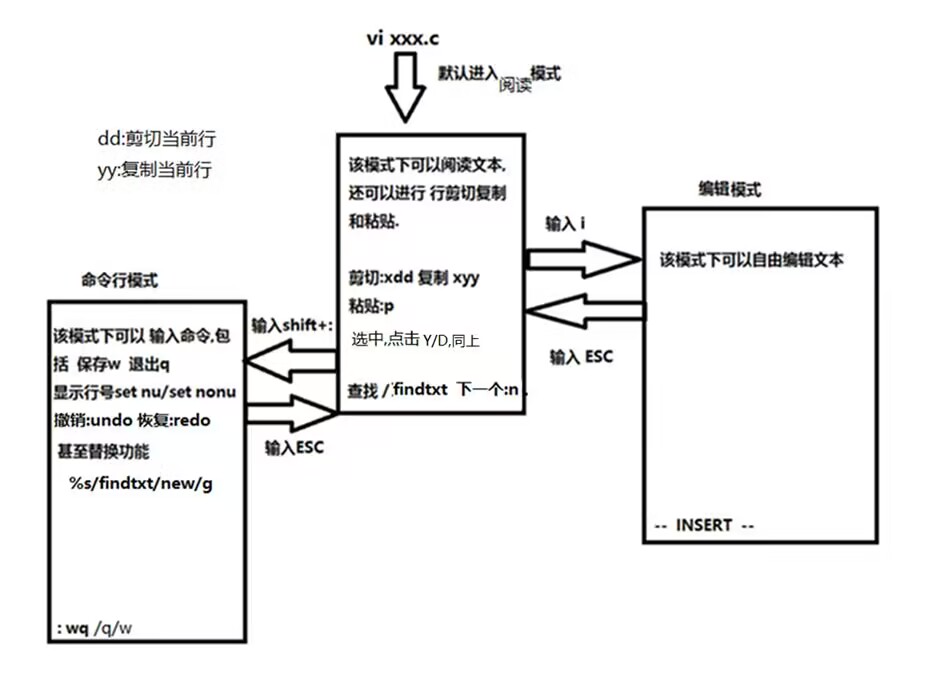 vi xxx.c
默认进入阅读模式
dd:剪切当前行
yy:复制当前行
该模式下可以阅读文本.
还可以进行 行剪切复制
和粘贴.
剪切:xdd 复制 xyy
粘贴:p
选中,点击 Y/D,同上
查找 / findtxt 下一个:n .
输入 i
输入 ESC
编辑模式
该模式下可以自由编辑文本
-- INSERT --
输入shift+:
输入ESC
命令行模式
该模式下可以 输入命令,包
括 保存w 退出q
显示行号set nu/set nonu
撤销:undo 恢复:redo
甚至替换功能
%s/findtxt/new/g
: wq /q/w